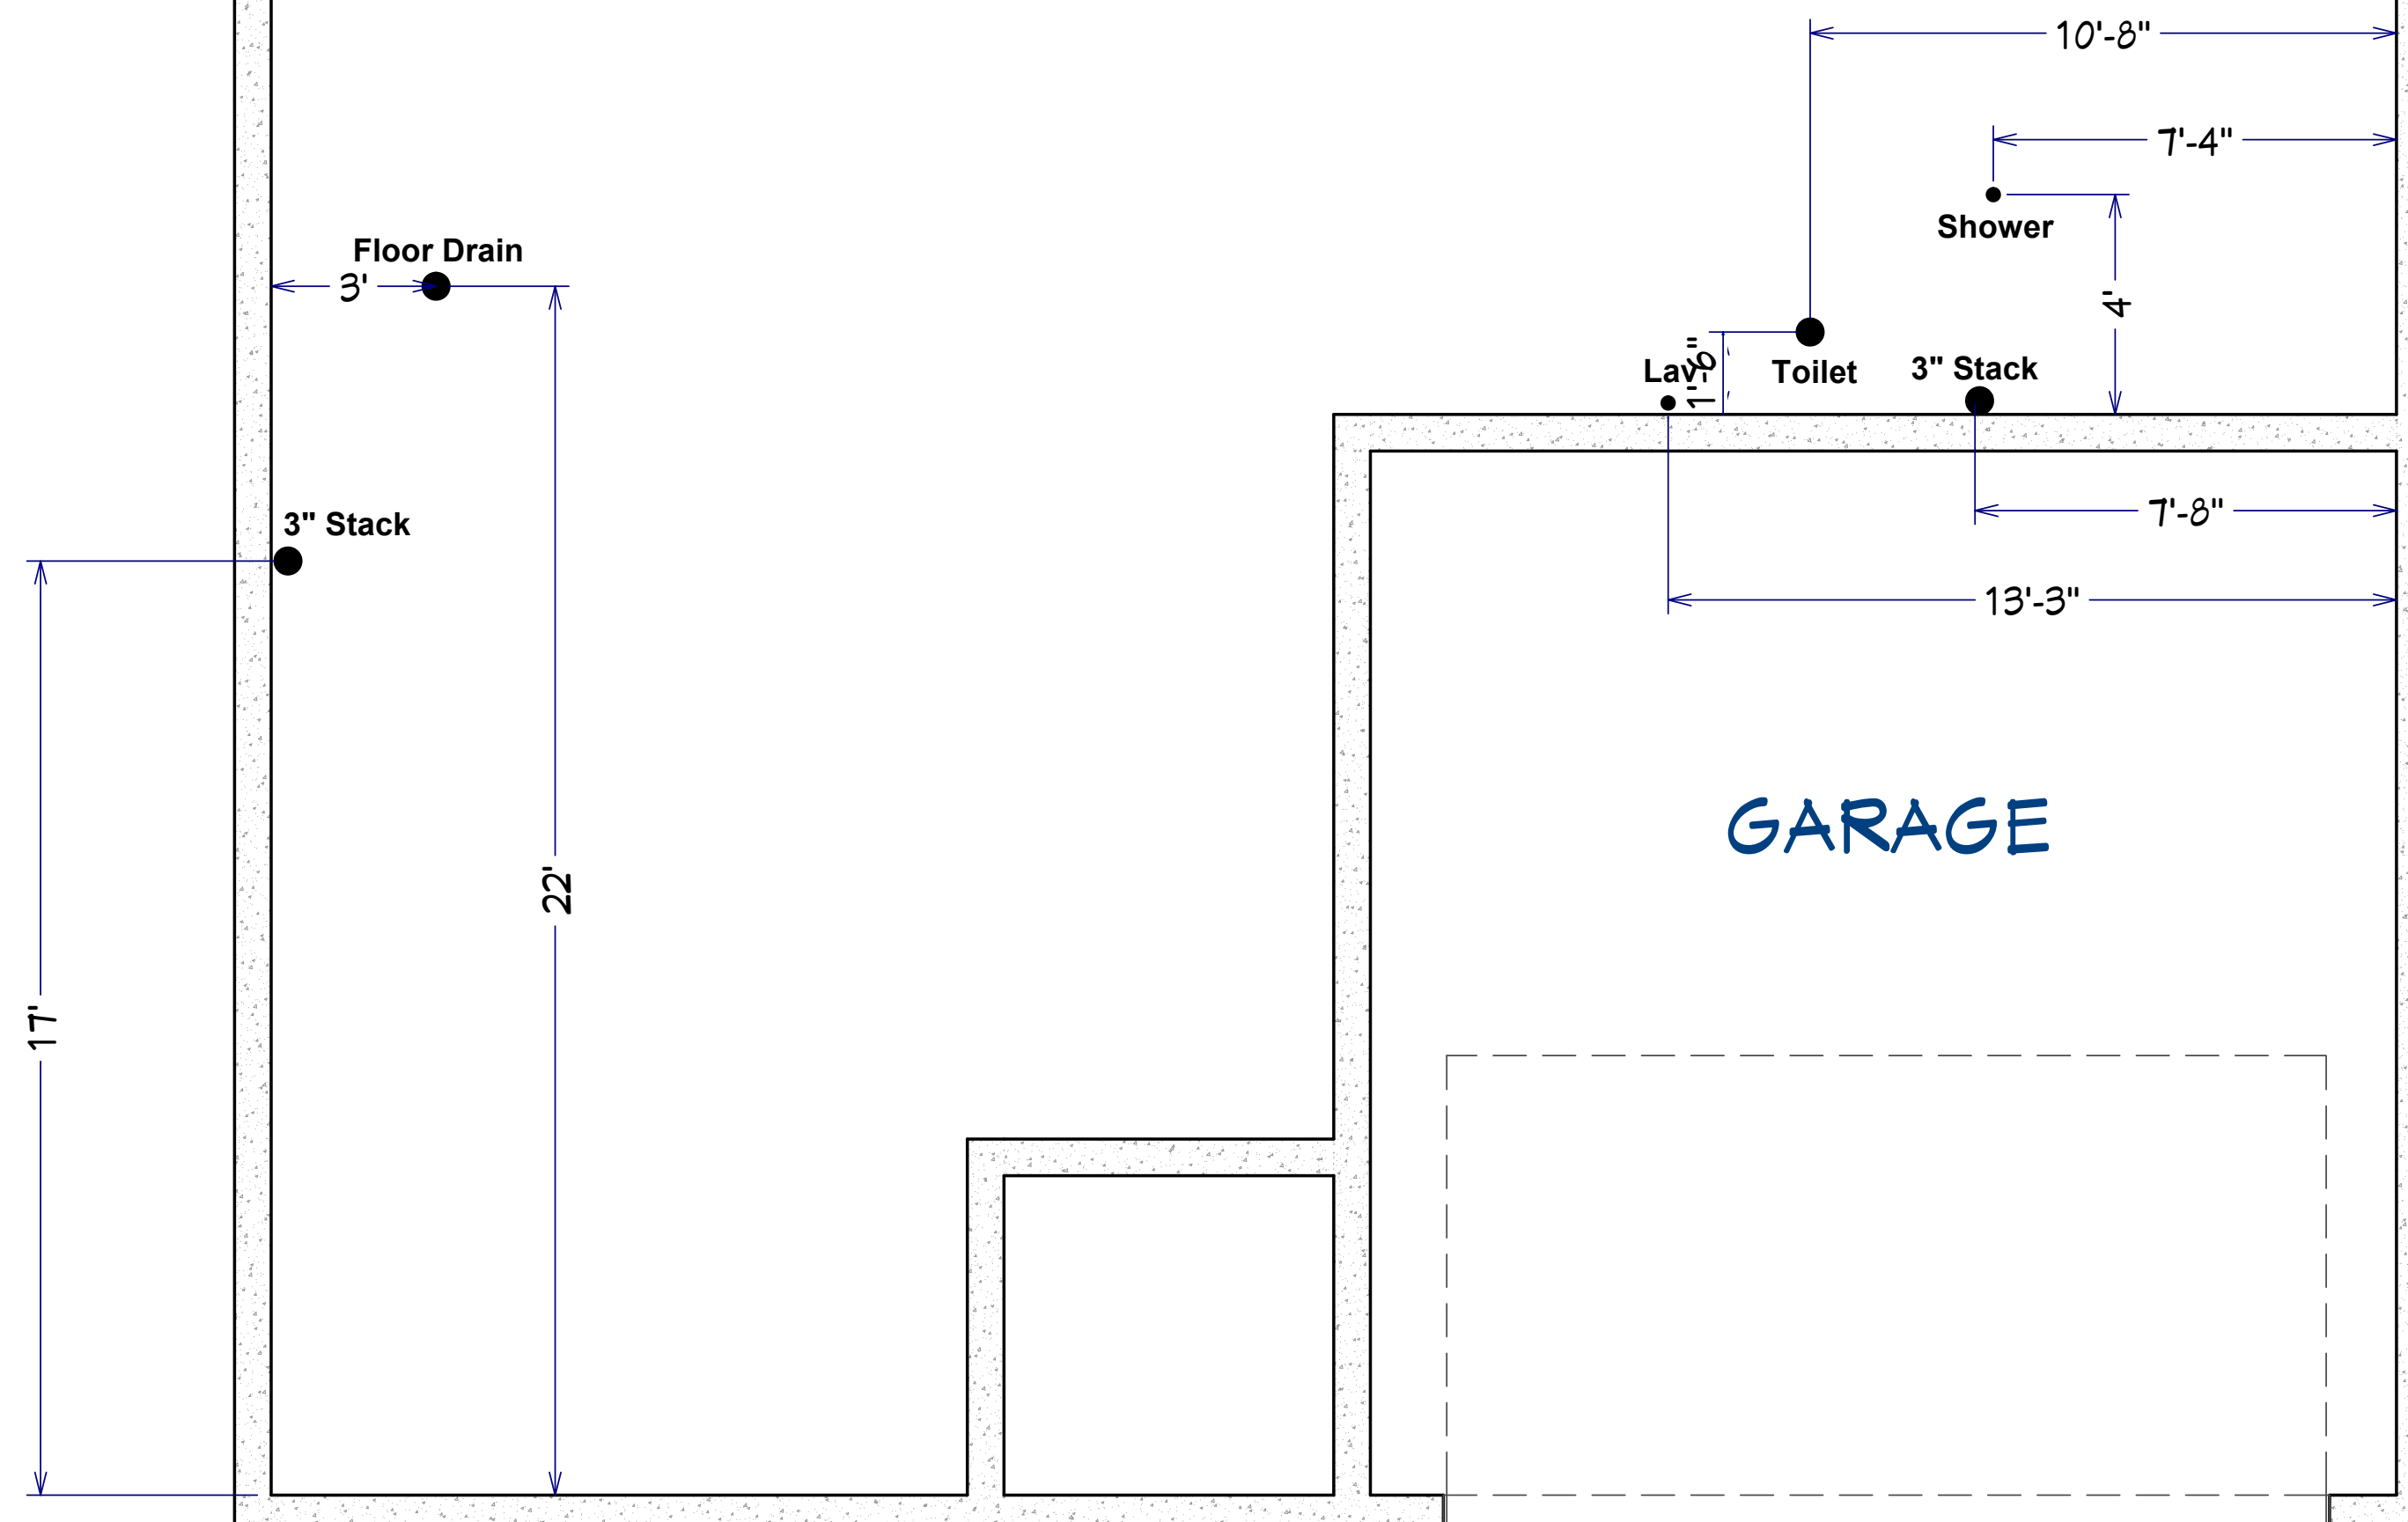 10'-8"
7'-4"
Shower
Floor Drain
3'
4'
1'-6"
Lav
Toilet
3" Stack
3" Stack
7'-8"
13'-3"
GARAGE
22'
17'